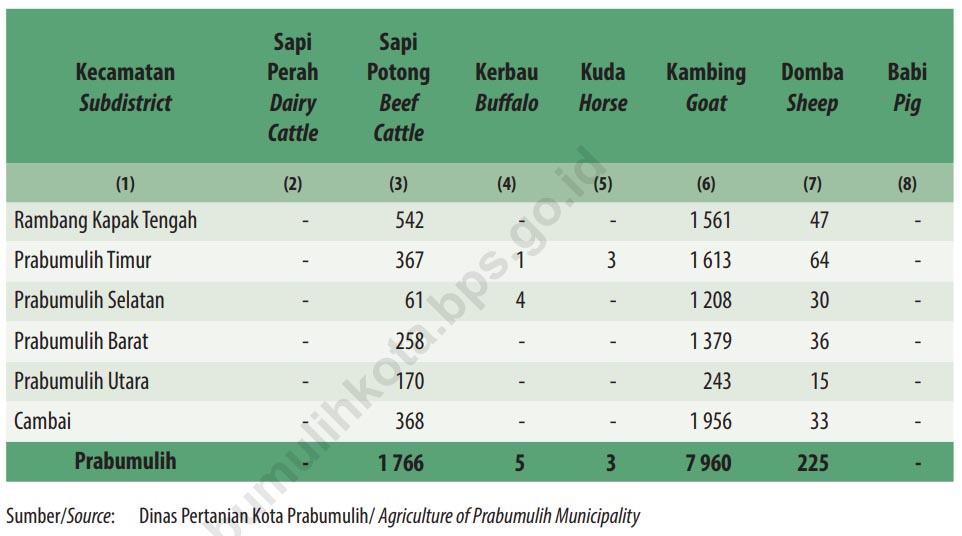 Kecamatan Subdistrict | Sapi Perah Dairy Cattle | Sapi Potong Beef Cattle | Kerbau Buffalo | Kuda Horse | Kambing Goat | Domba Sheep | Babi Pig
(1) (2) (3) (4) (5) (6) (7) (8)
Rambang Kapak Tengah - 542 - - 1 561 47 -
Prabumulih Timur - 367 1 3 1 613 64 -
Prabumulih Selatan - 61 4 - 1 208 30 -
Prabumulih Barat - 258 - - 1 379 36 -
Prabumulih Utara - 170 - - 243 15 -
Cambai - 368 - - 1 956 33 -
Prabumulih - 1 766 5 3 7 960 225 -
Sumber/Source: Dinas Pertanian Kota Prabumulih/ Agriculture of Prabumulih Municipality
bumulihkota.bps.go.id